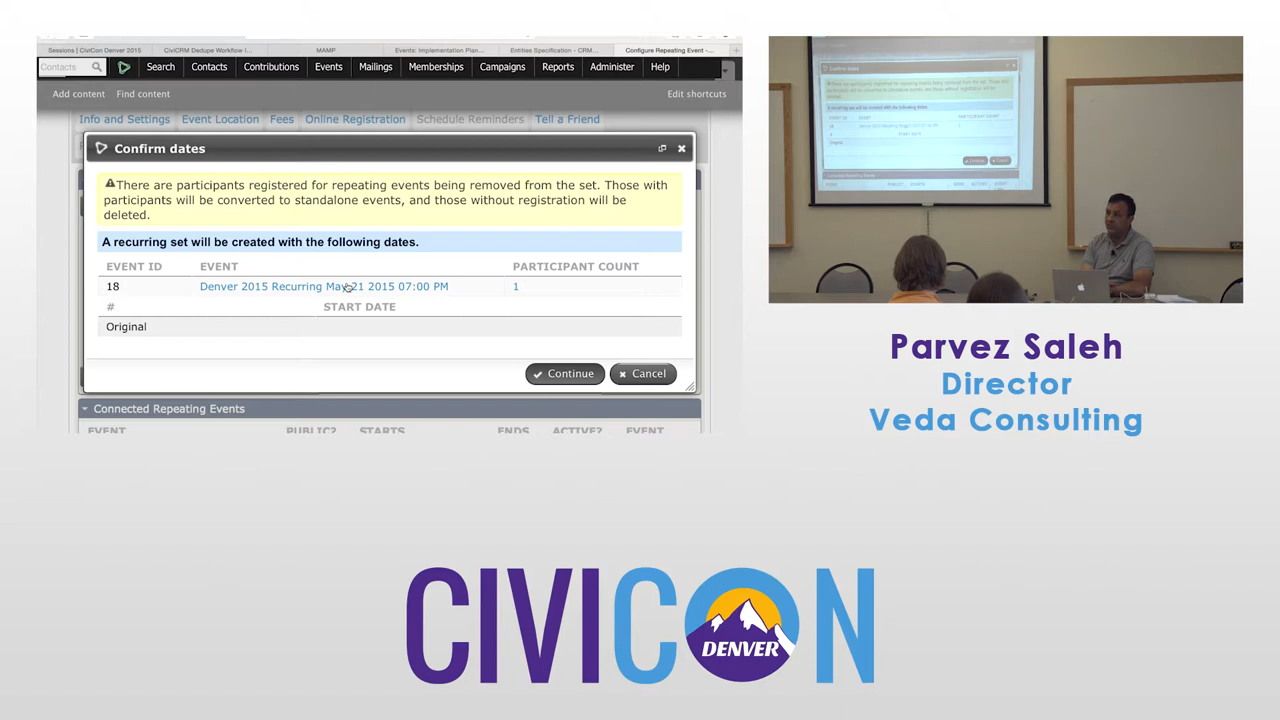 Sessions | CiviCon Denver 2015
CiviCRM Dedupe Workflow I...
MAMP
Events: Implementation Plan...
Entities Specification - CRM...
Configure Repeating Event -...
Contacts
Search
Contacts
Contributions
Events
Mailings
Memberships
Campaigns
Reports
Administer
Help
Add content
Find content
Edit shortcuts
Info and Settings
Event Location
Fees
Online Registration
Schedule Reminders
Tell a Friend
Confirm dates
There are participants registered for repeating events being removed from the set. Those with
participants will be converted to standalone events, and those without registration will be
deleted.
A recurring set will be created with the following dates.
EVENT ID EVENT PARTICIPANT COUNT
18 Denver 2015 Recurring May 21 2015 07:00 PM 1
# START DATE
Original
Continue Cancel
Connected Repeating Events
EVENT PUBLIC? STARTS ENDS ACTIVE? EVENT
Parvez Saleh
Director
Veda Consulting
CIVICON
DENVER